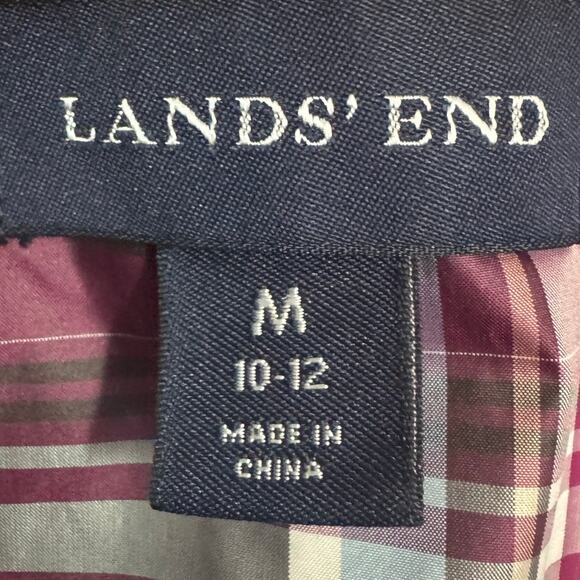 LANDS' END
M
10-12
MADE IN
CHINA